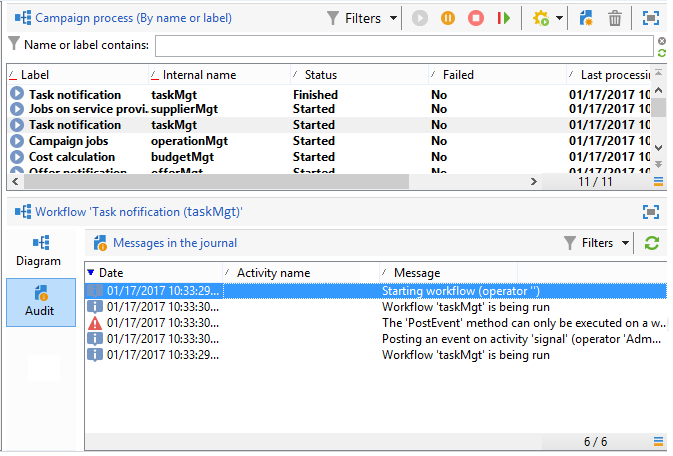 Campaign process (By name or label) Filters
Name or label contains:
Label Internal name Status Failed Last processing
Task notification taskMgt Finished No 01/17/2017 10
Jobs on service provi.. supplierMgt Started No 01/17/2017 10
Task notification taskMgt Started No 01/17/2017 10
Campaign jobs operationMgt Started No 01/17/2017 10
Cost calculation budgetMgt Started No 01/17/2017 10
Offer notification offerMgt Started No 01/17/2017 10
11 / 11
Workflow 'Task nofification (taskMgt)'
Diagram
Audit
Messages in the journal Filters
Date Activity name Message
01/17/2017 10:33:29... Starting workflow (operator '')
01/17/2017 10:33:30... Workflow 'taskMgt' is being run
01/17/2017 10:33:30... The 'PostEvent' method can only be executed on a w...
01/17/2017 10:33:30... Posting an event on activity 'signal' (operator 'Adm...
01/17/2017 10:33:29... Workflow 'taskMgt' is being run
6 / 6